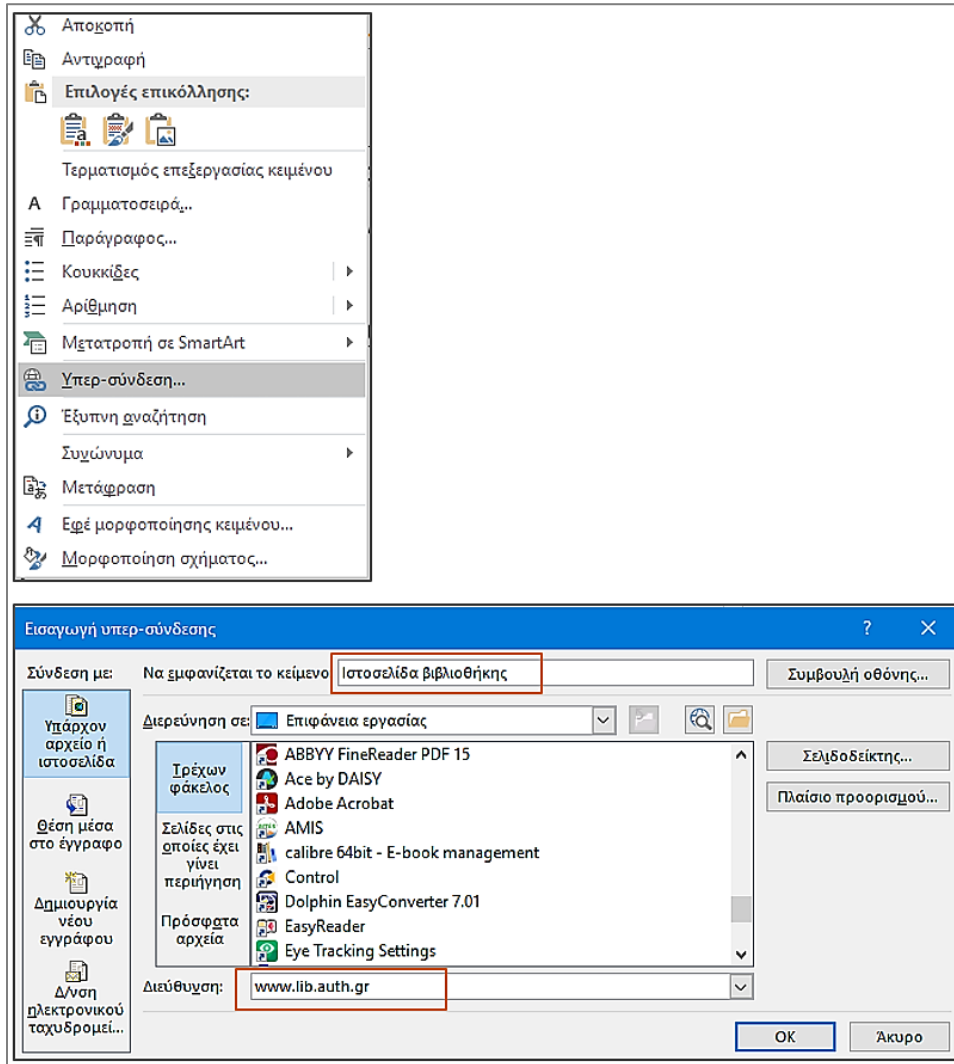 Αποκοπή
Αντιγραφή
Επιλογές επικόλλησης:
Τερματισμός επεξεργασίας κειμένου
Γραμματοσειρά...
Παράγραφος...
Κουκκίδες
Αρίθμηση
Μετατροπή σε SmartArt
Υπερ-σύνδεση...
Έξυπνη αναζήτηση
Συνώνυμα
Μετάφραση
Εφέ μορφοποίησης κειμένου...
Μορφοποίηση σχήματος...
Εισαγωγή υπερ-σύνδεσης
Σύνδεση με:
Να εμφανίζεται το κείμενο
Ιστοσελίδα βιβλιοθήκης
Συμβουλή οθόνης...
Υπάρχον
αρχείο ή
ιστοσελίδα
Θέση μέσα
στο έγγραφο
Δημιουργία
νέου
εγγράφου
Δ/νση
ηλεκτρονικού
ταχυδρομεί...
Διερεύνηση σε:
Επιφάνεια εργασίας
Τρέχων
φάκελος
Σελίδες στις
οποίες έχει
γίνει
περιήγηση
Πρόσφατα
αρχεία
ABBYY FineReader PDF 15
Ace by DAISY
Adobe Acrobat
AMIS
calibre 64bit - E-book management
Control
Dolphin EasyConverter 7.01
EasyReader
Eye Tracking Settings
Σελιδοδείκτης...
Πλαίσιο προορισμού...
Διεύθυνση:
www.lib.auth.gr
OK
Άκυρο